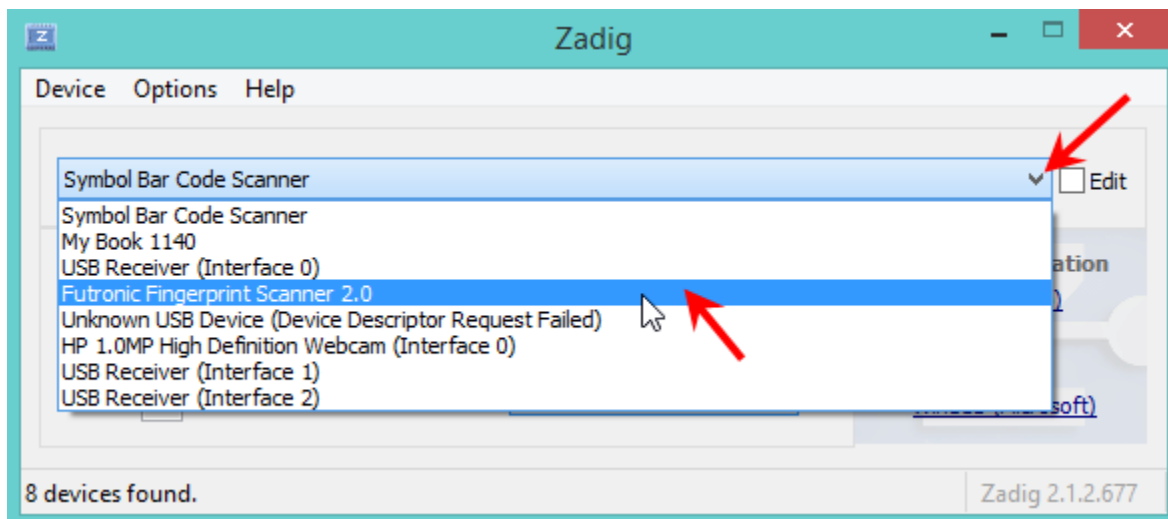 Zadig
Device Options Help
Symbol Bar Code Scanner
Edit
Symbol Bar Code Scanner
My Book 1140
USB Receiver (Interface 0)
Futronic Fingerprint Scanner 2.0
Unknown USB Device (Device Descriptor Request Failed)
HP 1.0MP High Definition Webcam (Interface 0)
USB Receiver (Interface 1)
USB Receiver (Interface 2)
ation
soft)
8 devices found.
Zadig 2.1.2.677